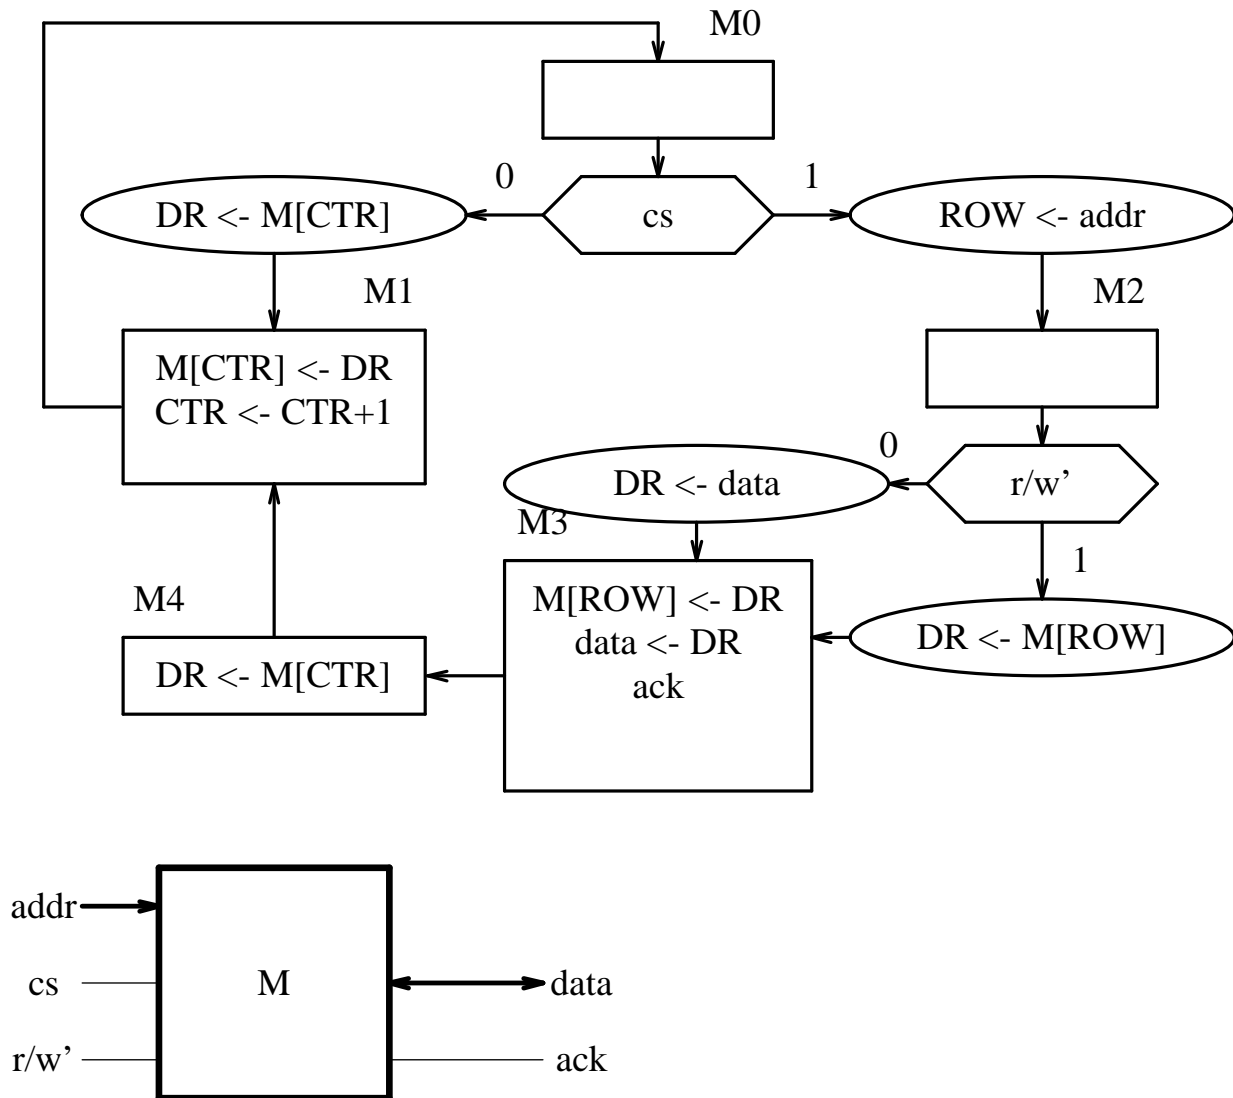 M0
0
1
DR <- M[CTR]
cs
ROW <- addr
M1
M2
M[CTR] <- DR
CTR <- CTR+1
0
DR <- data
r/w’
M3
1
M4
M[ROW] <- DR
data <- DR
ack
DR <- M[ROW]
DR <- M[CTR]
addr
cs
M
data
r/w’
ack